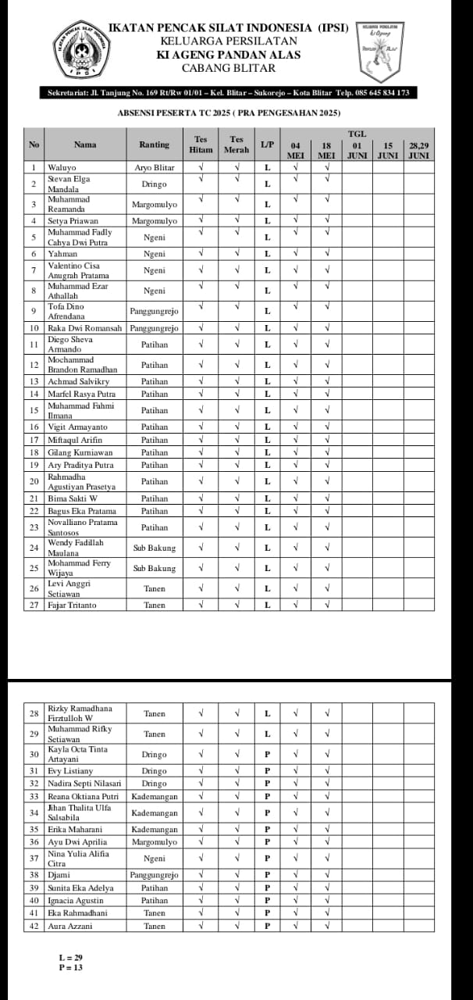 IKATAN PENCAK SILAT INDONESIA (IPSI)
KELUARGA PERSILATAN
KI AGENG PANDAN ALAS
CABANG BLITAR
Sekretariat: Jl. Tanjung No. 169 Rt/Rw 01/01 – Kel. Blitar – Sukorejo – Kota Blitar Telp. 085 645 834 173
ABSENSI PESERTA TC 2025 ( PRA PENGESAHAN 2025)
No Nama Ranting Tes Hitam Tes Merah L/P TGL
04 MEI 18 MEI 01 JUNI 15 JUNI 28,29 JUNI
1 Waluyo Aryo Blitar √ √ L √ √
2 Stevan Elga Mandala Dringo √ √ L √ √
3 Muhammad Reamanda Margomulyo √ √ L √ √
4 Setya Priawan Margomulyo √ √ L √ √
5 Muhammad Fadly Cahya Dwi Putra Ngeni √ √ L √ √
6 Yahman Ngeni √ √ L √ √
7 Valentino Cisa Anugrah Pratama Ngeni √ √ L √ √
8 Muhammad Ezar Athallah Ngeni √ √ L √ √
9 Tofa Dino Afrendana Panggungrejo √ √ L √ √
10 Raka Dwi Romansah Panggungrejo √ √ L √ √
11 Diego Sheva Armando Patihan √ √ L √ √
12 Mochammad Brandon Ramadhan Patihan √ √ L √ √
13 Achmad Salvikry Patihan √ √ L √ √
14 Marfel Rasya Putra Patihan √ √ L √ √
15 Muhammad Fahmi Ilmana Patihan √ √ L √ √
16 Vigit Armayanto Patihan √ √ L √ √
17 Miftaqul Arifin Patihan √ √ L √ √
18 Gilang Kurniawan Patihan √ √ L √ √
19 Ary Praditya Putra Patihan √ √ L √ √
20 Rahmadha Agustiyan Prasetya Patihan √ √ L √ √
21 Bima Sakti W Patihan √ √ L √ √
22 Bagus Eka Pratama Patihan √ √ L √ √
23 Novalliano Pratama Santosos Patihan √ √ L √ √
24 Wendy Fadillah Maulana Sub Bakung √ √ L √ √
25 Mohammad Ferry Wijaya Sub Bakung √ √ L √ √
26 Levi Anggri Setiawan Tanen √ √ L √ √
27 Fajar Tritanto Tanen √ √ L √ √
28 Rizky Ramadhana Firztulloh W Tanen √ √ L √ √
29 Muhammad Rifky Setiawan Tanen √ √ L √ √
30 Kayla Octa Tinta Artayani Dringo √ √ P √ √
31 Evy Listiany Dringo √ √ P √ √
32 Nadira Septi Nilasari Dringo √ √ P √ √
33 Reana Oktiana Putri Kademangan √ √ P √ √
34 Jihan Thalita Ulfa Salsabila Kademangan √ √ P √ √
35 Erika Maharani Kademangan √ √ P √ √
36 Ayu Dwi Aprilia Margomulyo √ √ P √ √
37 Nina Yulia Alifia Citra Ngeni √ √ P √ √
38 Djami Panggungrejo √ √ P √ √
39 Sunita Eka Adelya Patihan √ √ P √ √
40 Ignacia Agustin Patihan √ √ P √ √
41 Eka Rahmadhani Tanen √ √ P √ √
42 Aura Azzani Tanen √ √ P √ √
L = 29
P = 13